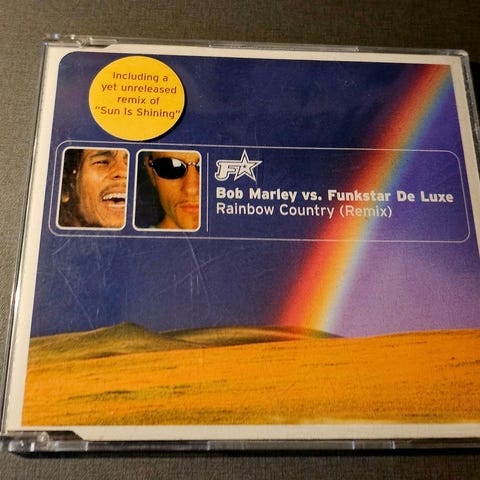 Including a
yet unreleased
remix of
"Sun Is Shining"
F
Bob Marley vs. Funkstar De Luxe
Rainbow Country (Remix)